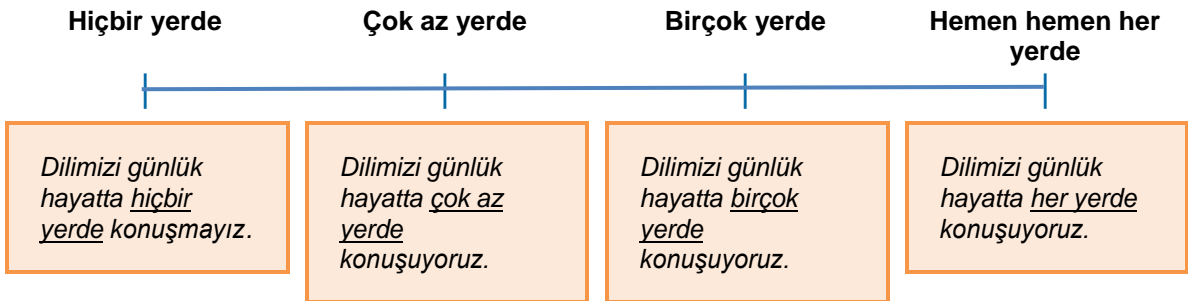 Hiçbir yerde
Çok az yerde
Birçok yerde
Hemen hemen her
yerde
Dilimizi günlük
hayatta hiçbir
yerde konuşmayız.
Dilimizi günlük
hayatta çok az
yerde
konuşuyoruz.
Dilimizi günlük
hayatta birçok
yerde
konuşuyoruz.
Dilimizi günlük
hayatta her yerde
konuşuyoruz.